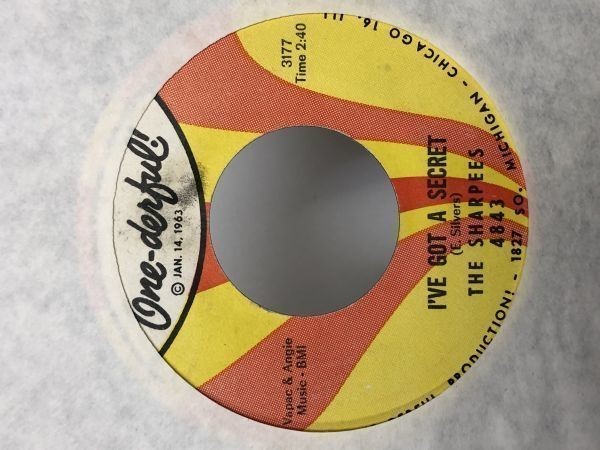 One-derful!
© JAN. 14, 1963
Vapac & Angie
Music - BMI
3177
Time 2:40
I'VE GOT A SECRET
(E. Silvers)
THE SHARPEES
4843
PRODUCTION! - 1827 SO. MICHIGAN - CHICAGO 16, ILL